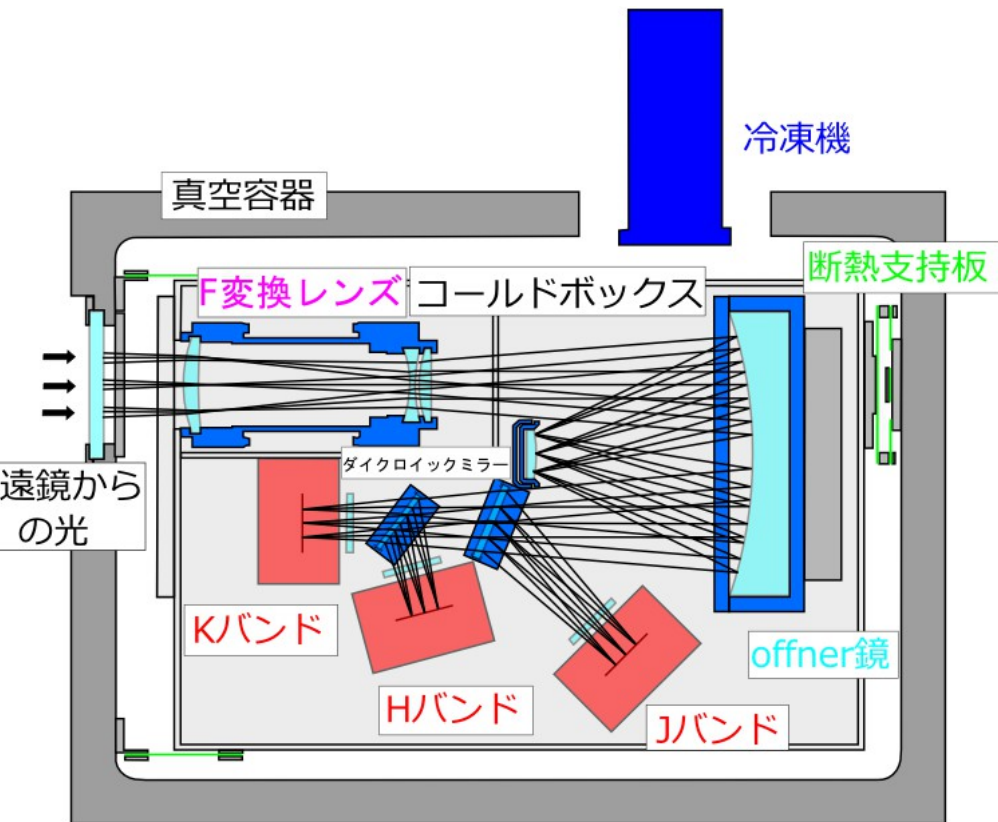 冷凍機
真空容器
断熱支持板
F変換レンズ
コールドボックス
ダイクロイックミラー
遠鏡から
の光
Kバンド
offner鏡
Hバンド
Jバンド